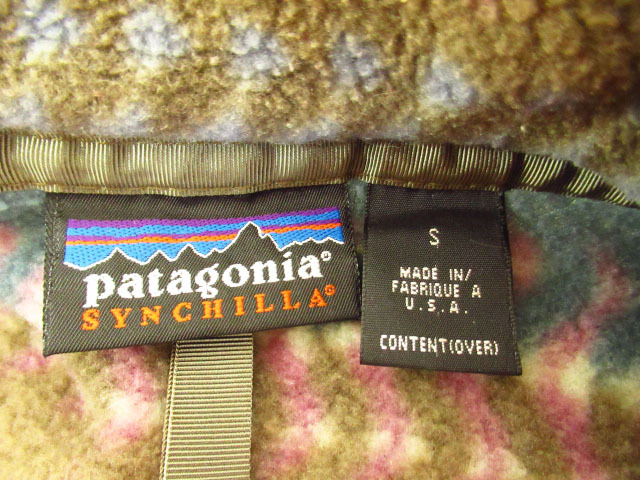 patagonia®
SYNCHILLA®
S
MADE IN/
FABRIQUE A
U.S.A.
CONTENT(OVER)